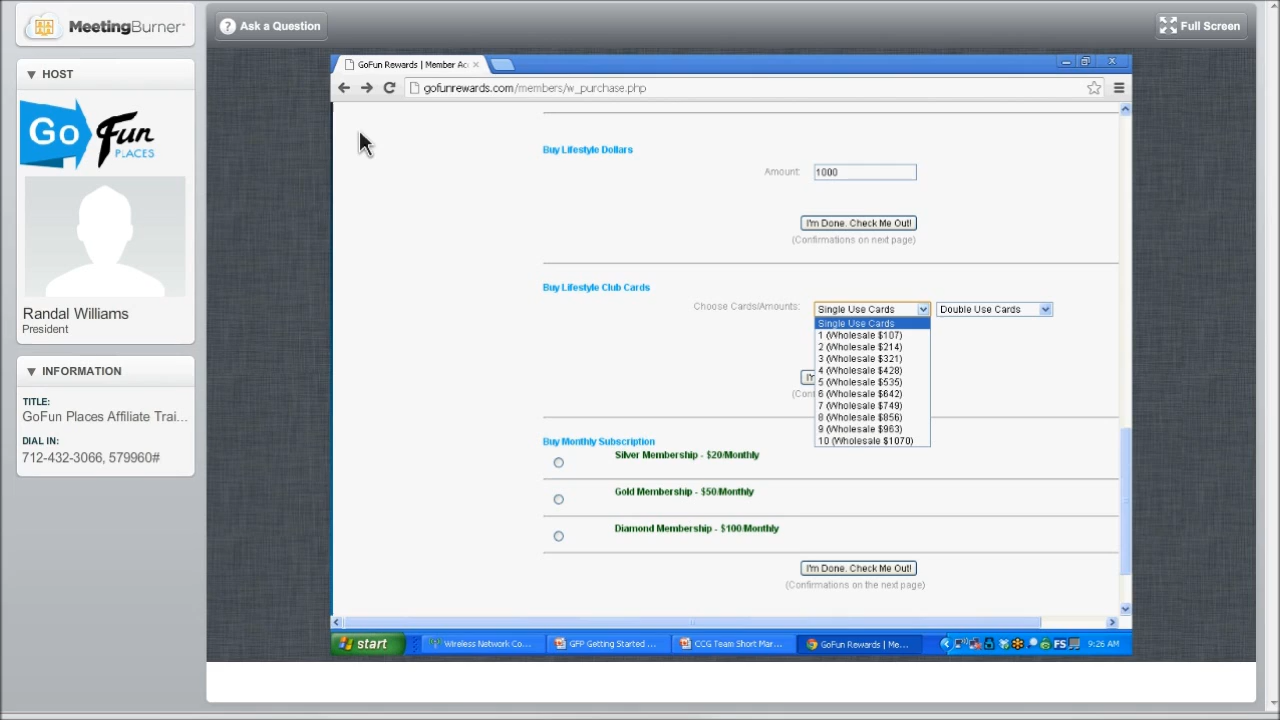 MeetingBurner
Ask a Question
Full Screen
HOST
Go Fun
PLACES
Randal Williams
President
INFORMATION
TITLE:
GoFun Places Affiliate Trai...
DIAL IN:
712-432-3066, 579960#
GoFun Rewards | Member Ac
gofunrewards.com/members/w_purchase.php
Buy Lifestyle Dollars
Amount: 1000
I'm Done. Check Me Out!
(Confirmations on next page)
Buy Lifestyle Club Cards
Choose Cards/Amounts: Single Use Cards Double Use Cards
Single Use Cards
1 (Wholesale $107)
2 (Wholesale $214)
3 (Wholesale $321)
4 (Wholesale $428)
5 (Wholesale $535)
6 (Wholesale $642)
7 (Wholesale $749)
8 (Wholesale $856)
9 (Wholesale $963)
10 (Wholesale $1070)
Buy Monthly Subscription
Silver Membership - $20/Monthly
Gold Membership - $50/Monthly
Diamond Membership - $100/Monthly
I'm Done. Check Me Out!
(Confirmations on the next page)
start Wireless Network Co... GFP Getting Started ... CCG Team Short Mar... GoFun Rewards | Me... FS 9:26 AM